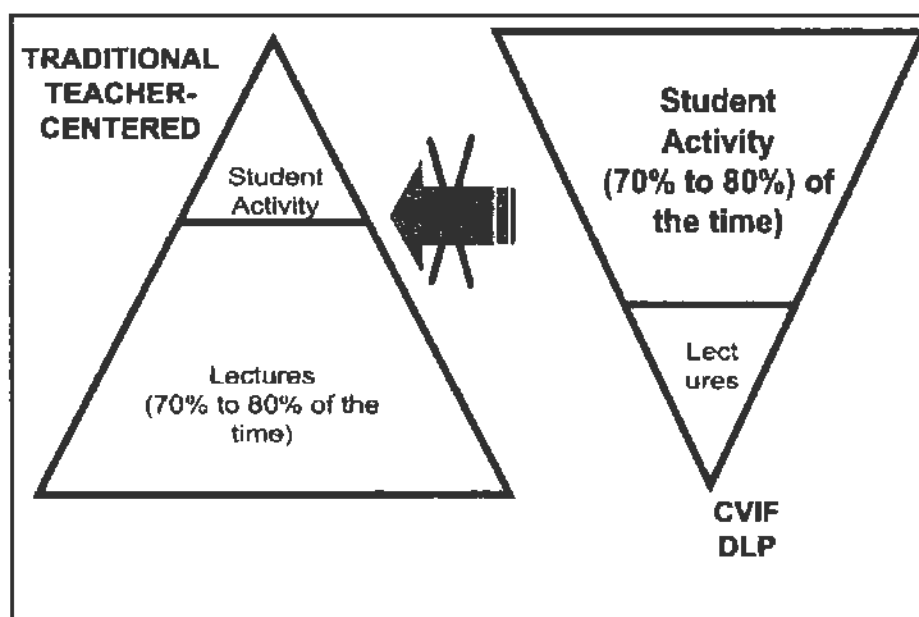 TRADITIONAL
TEACHER-
CENTERED
Student
Activity
Lectures
(70% to 80% of the
time)
Student
Activity
(70% to 80%) of
the time)
Lect
ures
CVIF
DLP